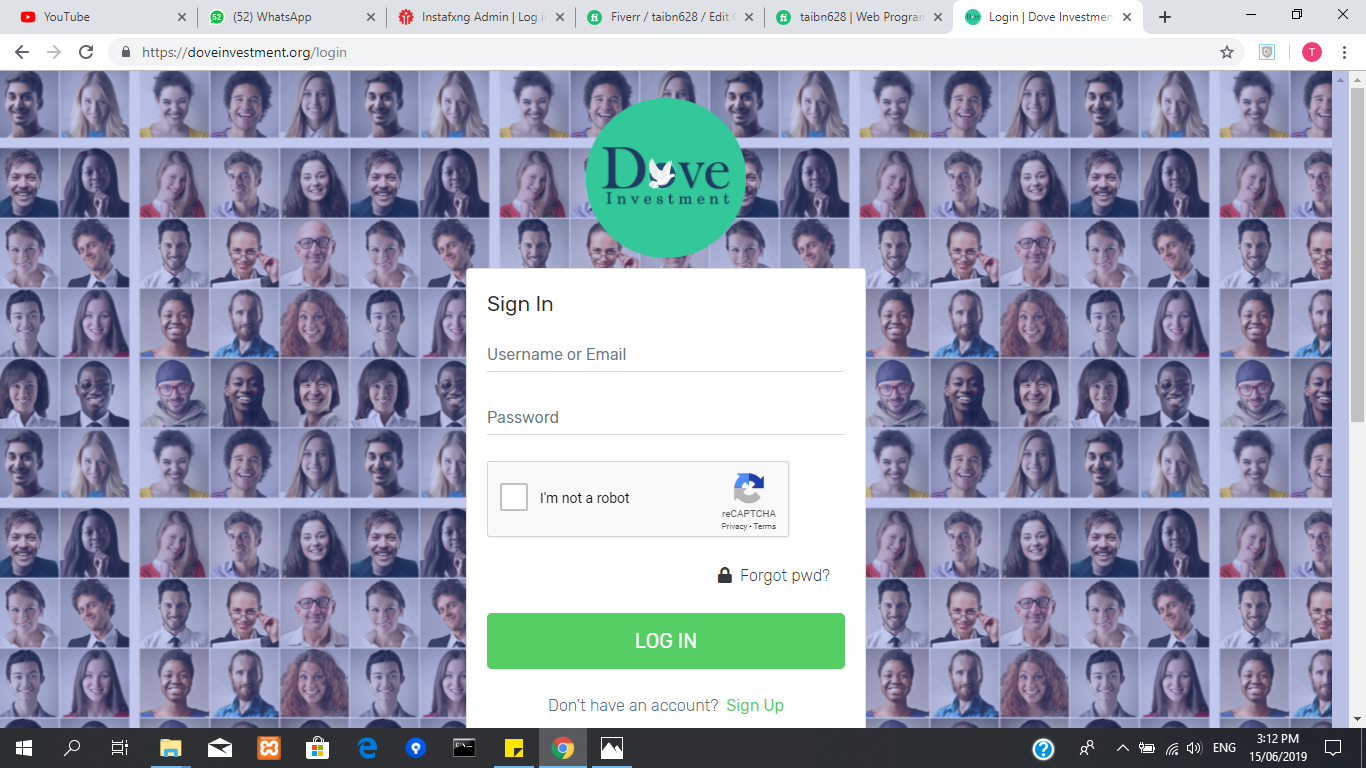 YouTube
(52) WhatsApp
Instafxng Admin | Log i
Fiverr / taibn628 / Edit
taibn628 | Web Program
Login | Dove Investmen
https://doveinvestment.org/login
T
Dove
Investment
Sign In
Username or Email
Password
I'm not a robot
reCAPTCHA
Privacy - Terms
Forgot pwd?
LOG IN
Don't have an account? Sign Up
ENG
3:12 PM
15/06/2019